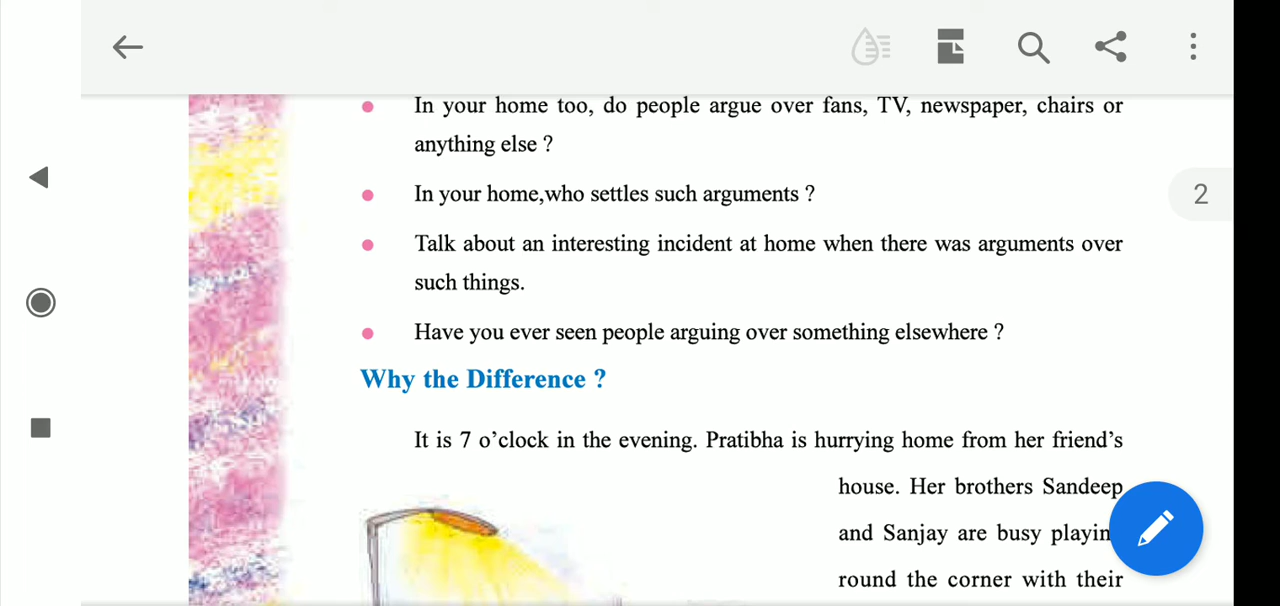 In your home too, do people argue over fans, TV, newspaper, chairs or
anything else ?
2
In your home,who settles such arguments ?
Talk about an interesting incident at home when there was arguments over
such things.
Have you ever seen people arguing over something elsewhere ?
Why the Difference ?
It is 7 o’clock in the evening. Pratibha is hurrying home from her friend’s
house. Her brothers Sandeep
and Sanjay are busy playin
round the corner with their